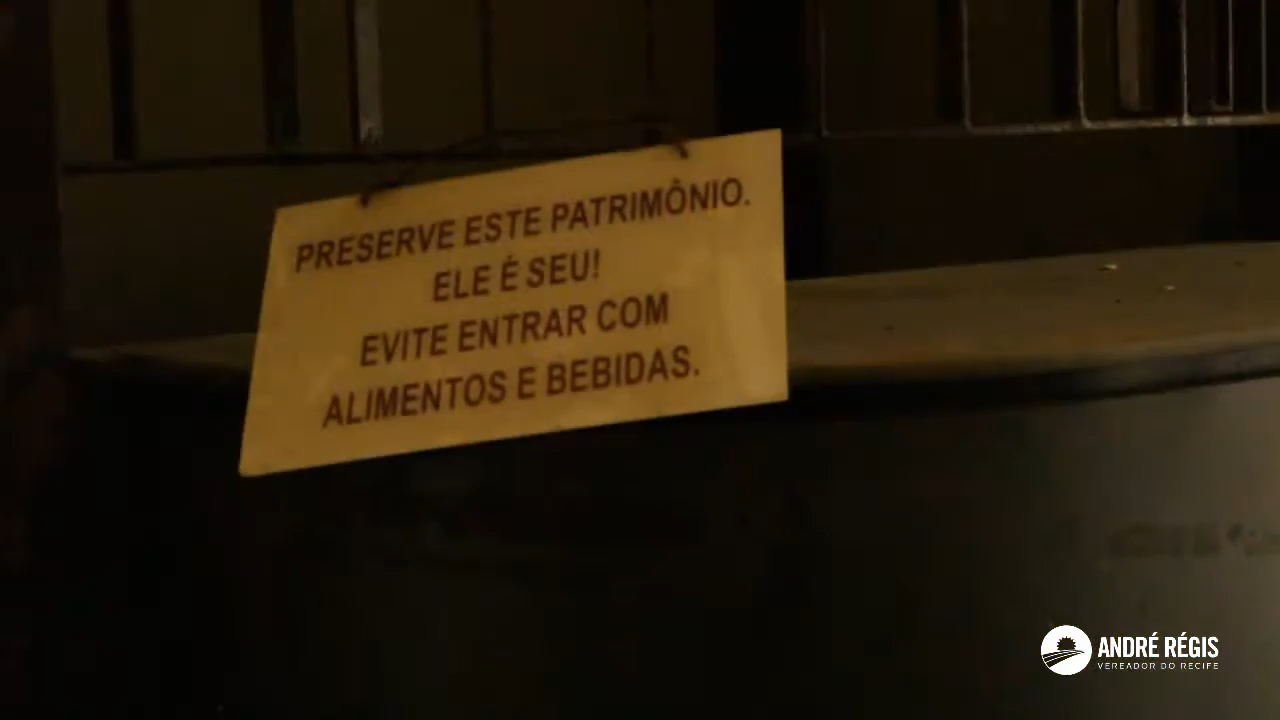 PRESERVE ESTE PATRIMÔNIO.
ELE É SEU!
EVITE ENTRAR COM
ALIMENTOS E BEBIDAS.
ANDRÉ RÉGIS
VEREADOR DO RECIFE